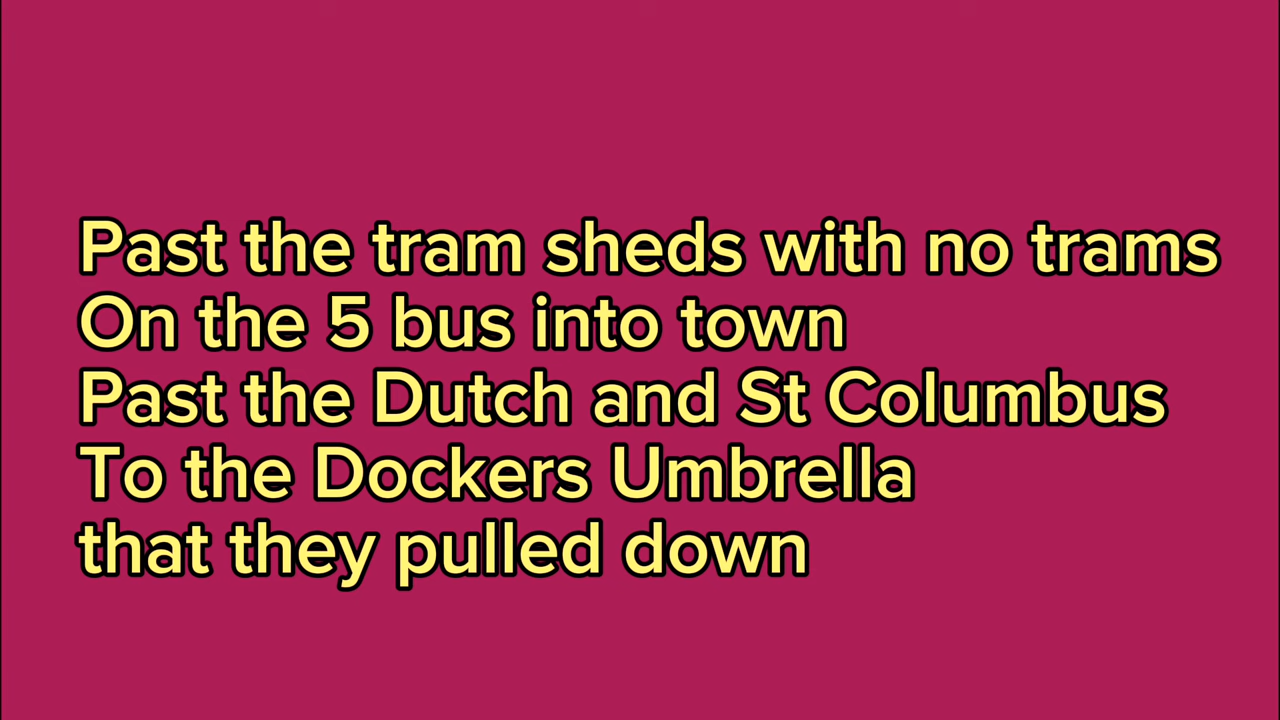 Past the tram sheds with no trams
On the 5 bus into town
Past the Dutch and St Columbus
To the Dockers Umbrella
that they pulled down